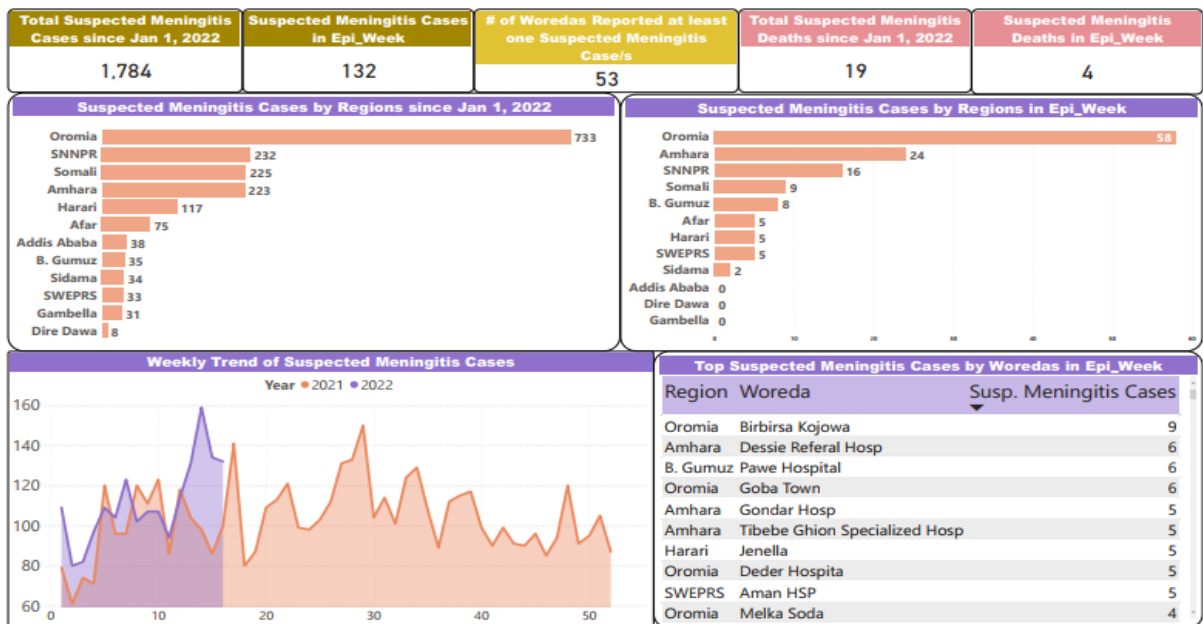 Total Suspected Meningitis
Cases since Jan 1, 2022
1,784
Suspected Meningitis Cases
in Epi_Week
132
# of Woredas Reported at least
one Suspected Meningitis
Case/s
53
Total Suspected Meningitis
Deaths since Jan 1, 2022
19
Suspected Meningitis
Deaths in Epi_Week
4
Suspected Meningitis Cases by Regions since Jan 1, 2022
Oromia 733
SNNPR 232
Somali 225
Amhara 223
Harari 117
Afar 75
Addis Ababa 38
B. Gumuz 35
Sidama 34
SWEPRS 33
Gambella 31
Dire Dawa 8
Suspected Meningitis Cases by Regions in Epi_Week
Oromia 58
Amhara 24
SNNPR 16
Somali 9
B. Gumuz 8
Afar 5
Harari 5
SWEPRS 5
Sidama 2
Addis Ababa 0
Dire Dawa 0
Gambella 0
0 10 20 30 40 50 60
Weekly Trend of Suspected Meningitis Cases
Year 2021 2022
160
140
120
100
80
60
0 10 20 30 40 50
Top Suspected Meningitis Cases by Woredas in Epi_Week
Region Woreda Susp. Meningitis Cases
Oromia Birbirsa Kojowa 9
Amhara Dessie Referal Hosp 6
B. Gumuz Pawe Hospital 6
Oromia Goba Town 6
Amhara Gondar Hosp 5
Amhara Tibebe Ghion Specialized Hosp 5
Harari Jenella 5
Oromia Deder Hospita 5
SWEPRS Aman HSP 5
Oromia Melka Soda 4